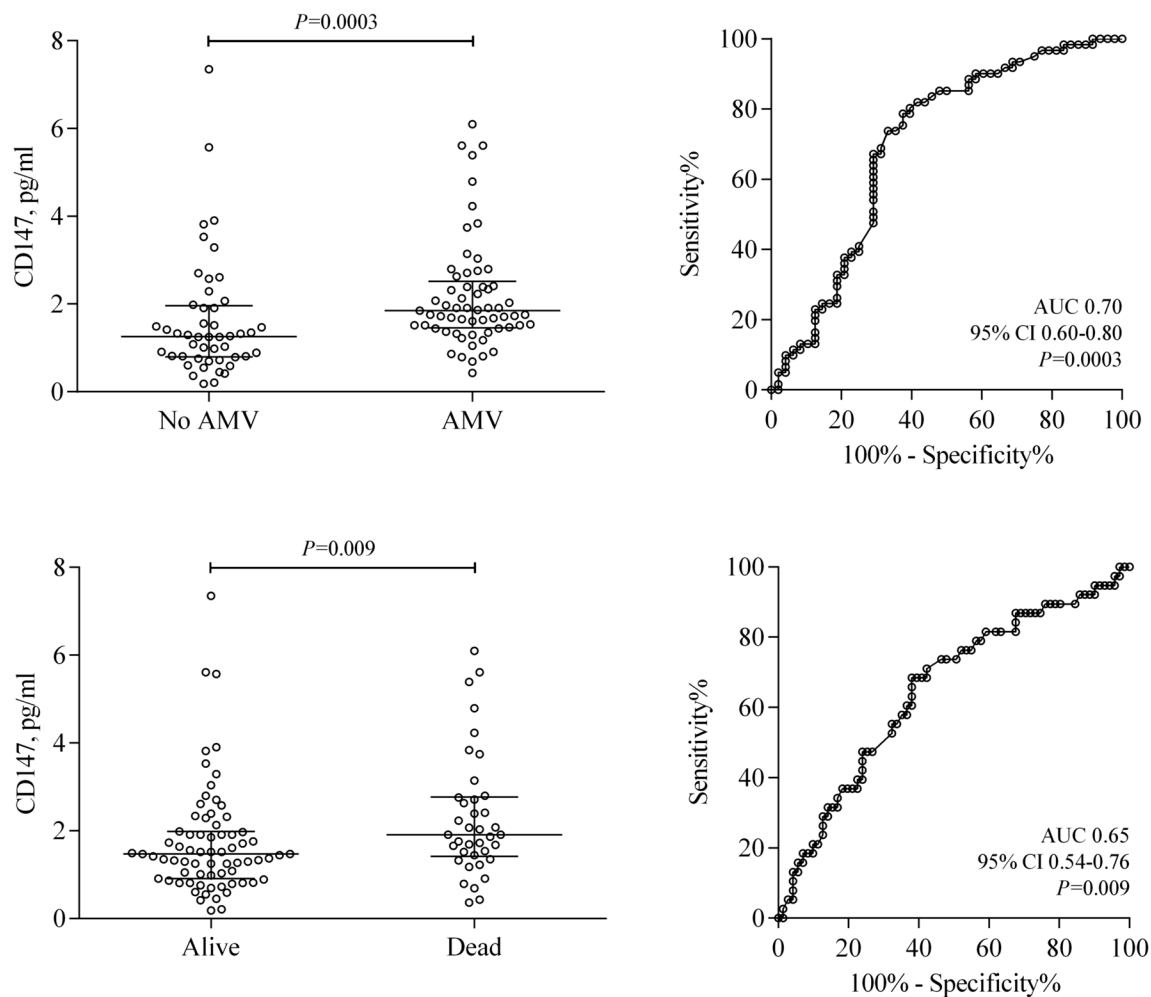 P=0.0003
CD147, pg/ml
8
6
4
2
0
No AMV AMV
Sensitivity%
100
80
60
40
20
0
AUC 0.70
95% CI 0.60-0.80
P=0.0003
0 20 40 60 80 100
100% - Specificity%
P=0.009
CD147, pg/ml
8
6
4
2
0
Alive Dead
Sensitivity%
100
80
60
40
20
0
AUC 0.65
95% CI 0.54-0.76
P=0.009
0 20 40 60 80 100
100% - Specificity%